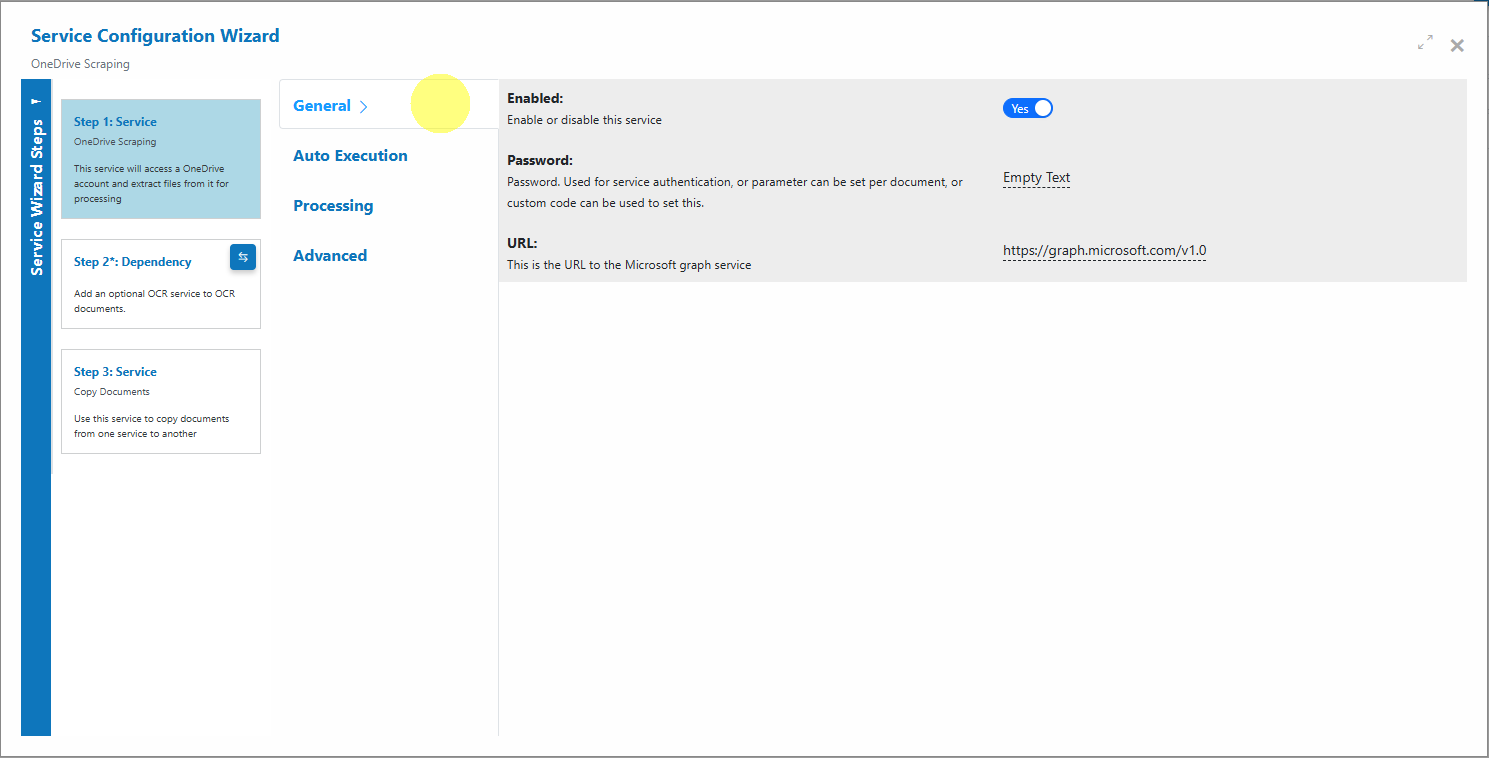 Service Configuration Wizard
OneDrive Scraping
Service Wizard Steps
Step 1: Service
OneDrive Scraping
This service will access a OneDrive
account and extract files from it for
processing
Step 2*: Dependency
Add an optional OCR service to OCR
documents.
Step 3: Service
Copy Documents
Use this service to copy documents
from one service to another
General
Auto Execution
Processing
Advanced
Enabled:
Enable or disable this service
Yes
Password:
Password. Used for service authentication, or parameter can be set per document, or
custom code can be used to set this.
Empty Text
URL:
This is the URL to the Microsoft graph service
https://graph.microsoft.com/v1.0